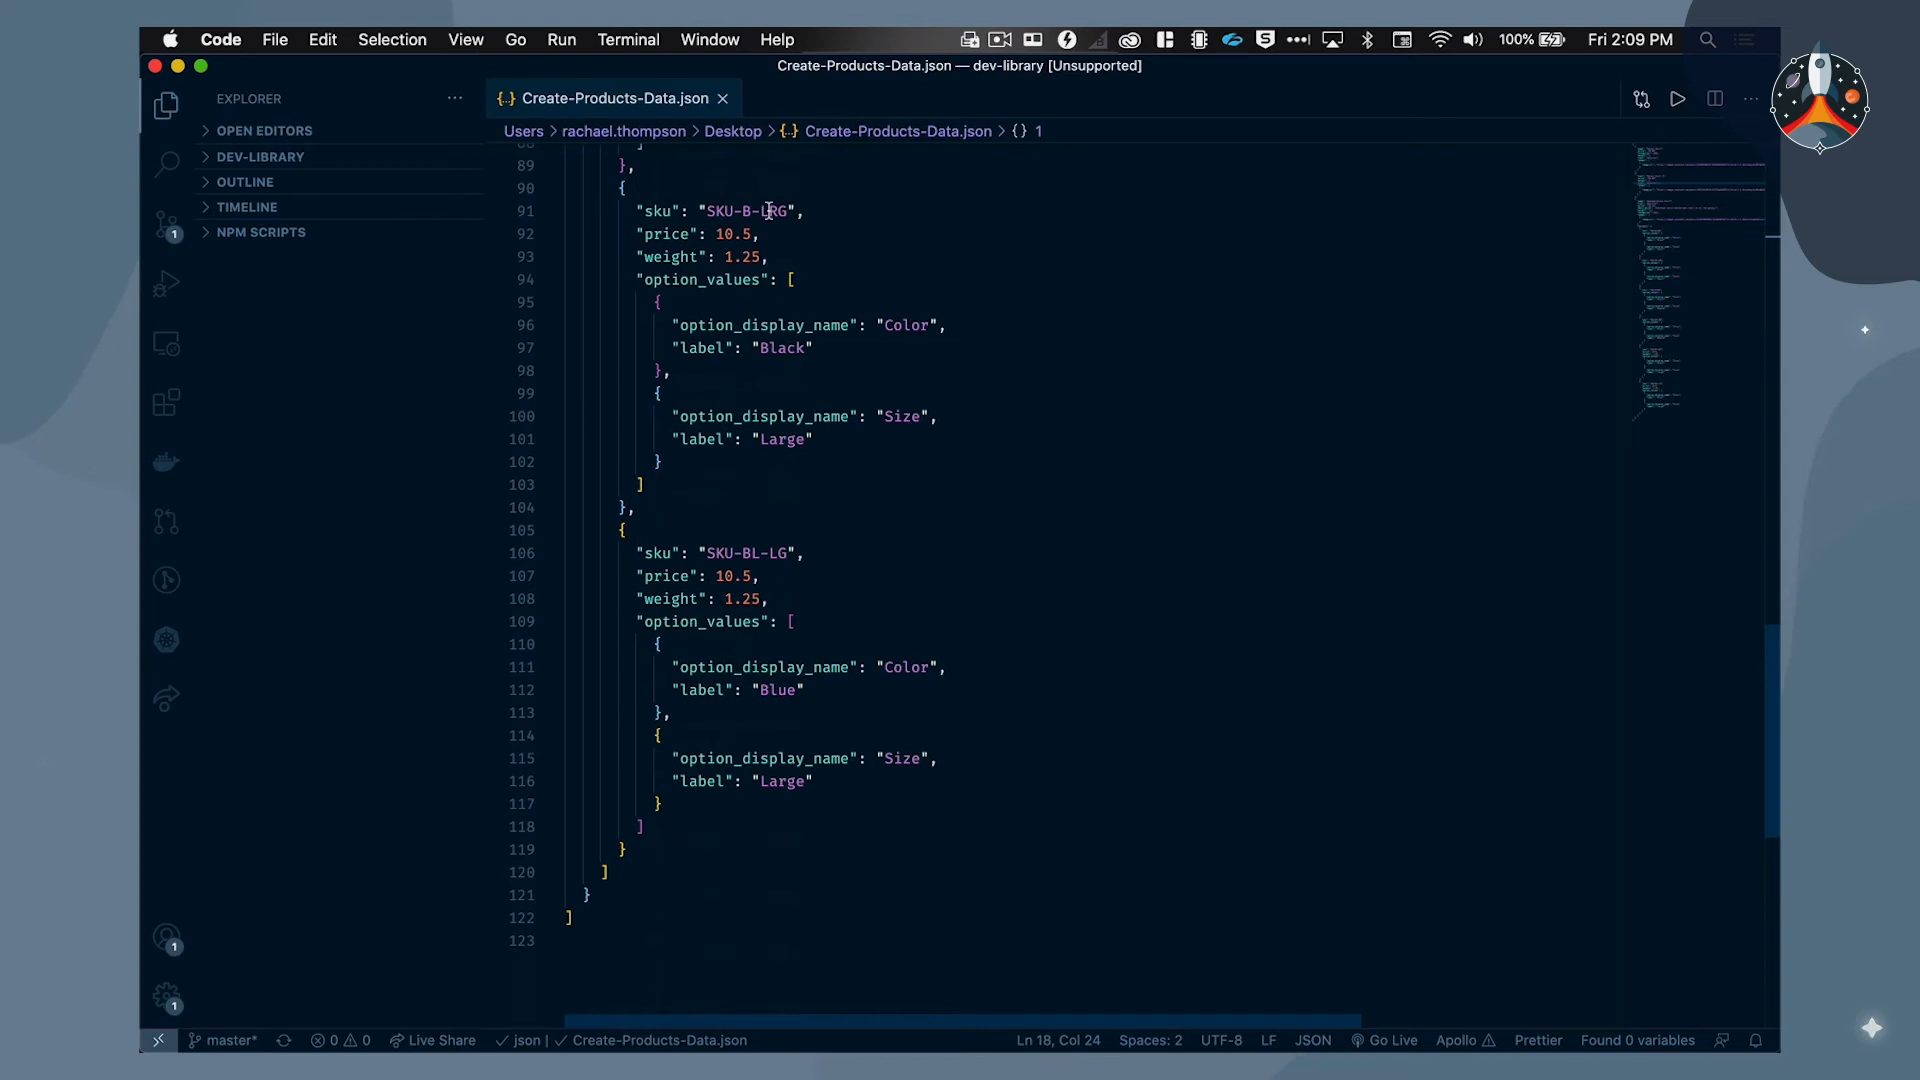 Code File Edit Selection View Go Run Terminal Window Help 100% Fri 2:09 PM
Create-Products-Data.json — dev-library [Unsupported]
EXPLORER ··· {} Create-Products-Data.json ×
OPEN EDITORS
Users > rachael.thompson > Desktop > {} Create-Products-Data.json > {} 1
DEV-LIBRARY
OUTLINE
TIMELINE
NPM SCRIPTS
1
1
1
88 ]
89 },
90 {
91 "sku": "SKU-B-LRG",
92 "price": 10.5,
93 "weight": 1.25,
94 "option_values": [
95 {
96 "option_display_name": "Color",
97 "label": "Black"
98 },
99 {
100 "option_display_name": "Size",
101 "label": "Large"
102 }
103 ]
104 },
105 {
106 "sku": "SKU-BL-LG",
107 "price": 10.5,
108 "weight": 1.25,
109 "option_values": [
110 {
111 "option_display_name": "Color",
112 "label": "Blue"
113 },
114 {
115 "option_display_name": "Size",
116 "label": "Large"
117 }
118 ]
119 }
120 ]
121 }
122 ]
123
master* 0 0 Live Share ✓ json | ✓ Create-Products-Data.json Ln 18, Col 24 Spaces: 2 UTF-8 LF JSON Go Live Apollo Prettier Found 0 variables